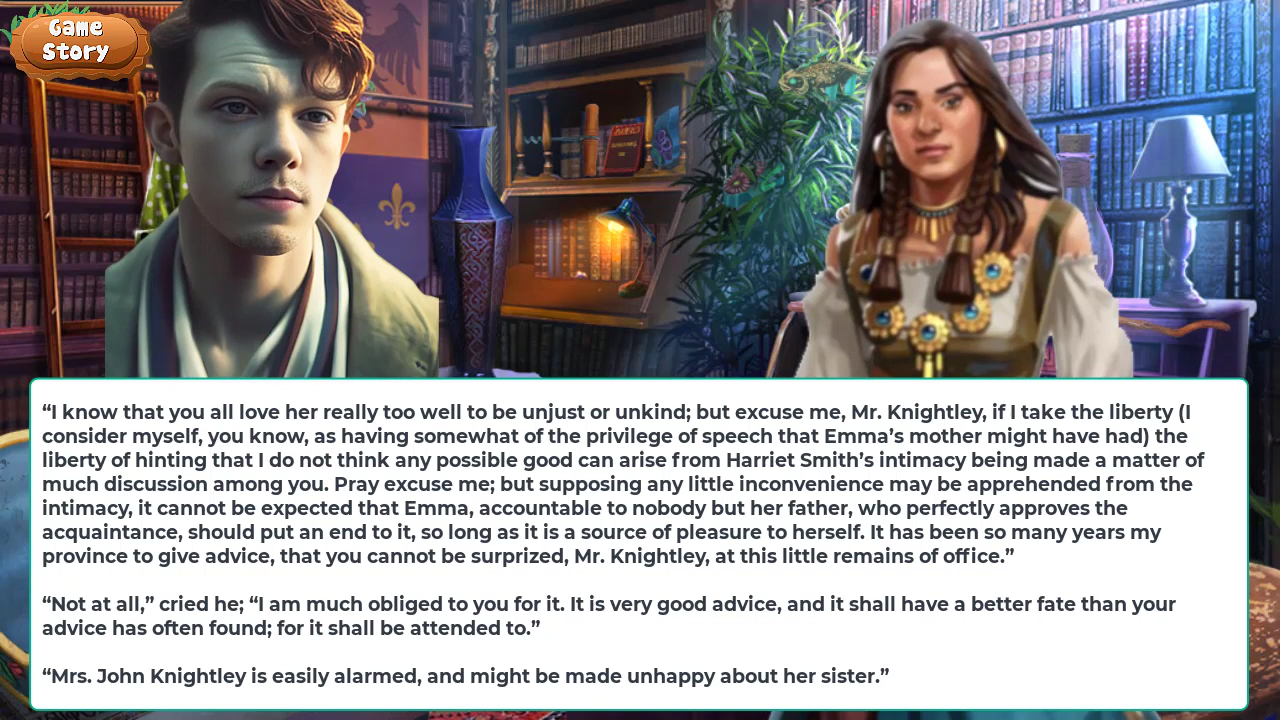 Game
Story
“I know that you all love her really too well to be unjust or unkind; but excuse me, Mr. Knightley, if I take the liberty (I
consider myself, you know, as having somewhat of the privilege of speech that Emma’s mother might have had) the
liberty of hinting that I do not think any possible good can arise from Harriet Smith’s intimacy being made a matter of
much discussion among you. Pray excuse me; but supposing any little inconvenience may be apprehended from the
intimacy, it cannot be expected that Emma, accountable to nobody but her father, who perfectly approves the
acquaintance, should put an end to it, so long as it is a source of pleasure to herself. It has been so many years my
province to give advice, that you cannot be surprized, Mr. Knightley, at this little remains of office.”
“Not at all,” cried he; “I am much obliged to you for it. It is very good advice, and it shall have a better fate than your
advice has often found; for it shall be attended to.”
“Mrs. John Knightley is easily alarmed, and might be made unhappy about her sister.”